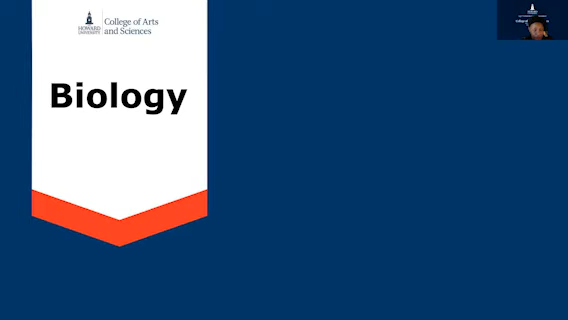 HOWARD
UNIVERSITY
College of Arts
and Sciences
Biology